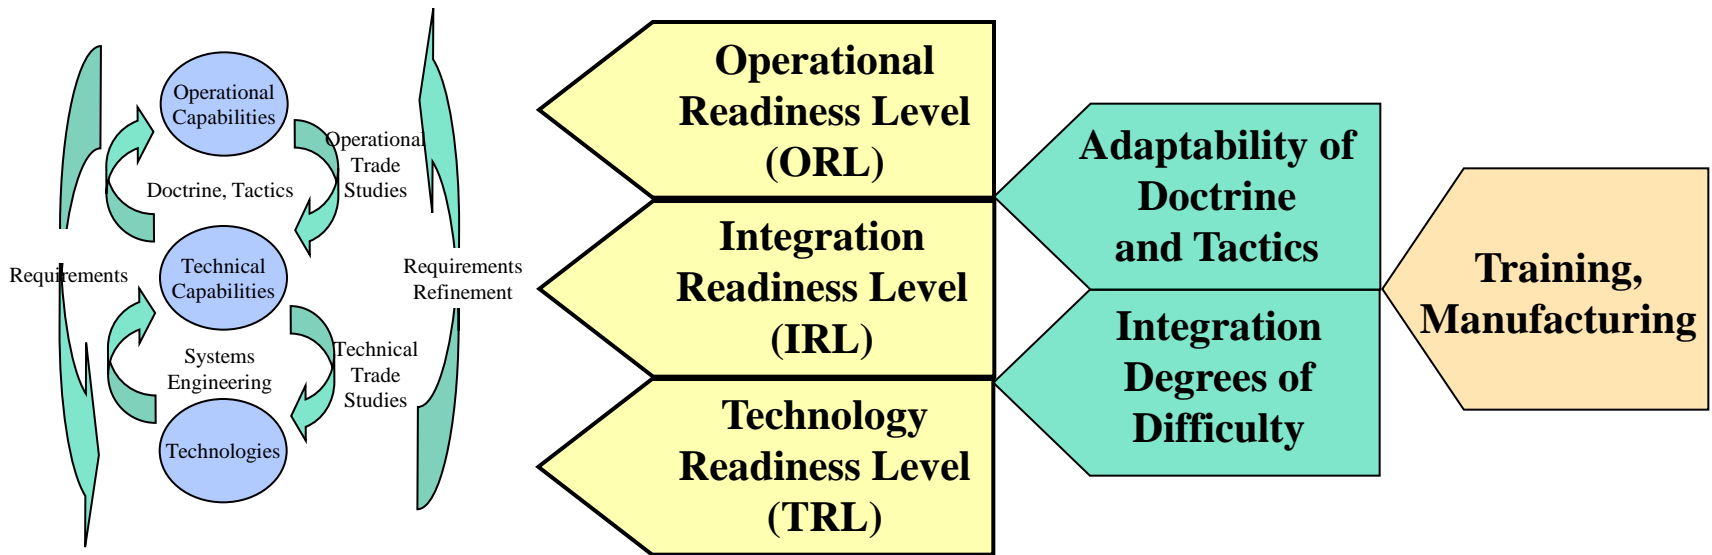 Operational
Capabilities
Operational
Trade
Studies
Doctrine, Tactics
Requirements
Technical
Capabilities
Requirements
Refinement
Systems
Engineering
Technical
Trade
Studies
Technologies
Operational
Readiness Level
(ORL)
Integration
Readiness Level
(IRL)
Technology
Readiness Level
(TRL)
Adaptability of
Doctrine
and Tactics
Integration
Degrees of
Difficulty
Training,
Manufacturing